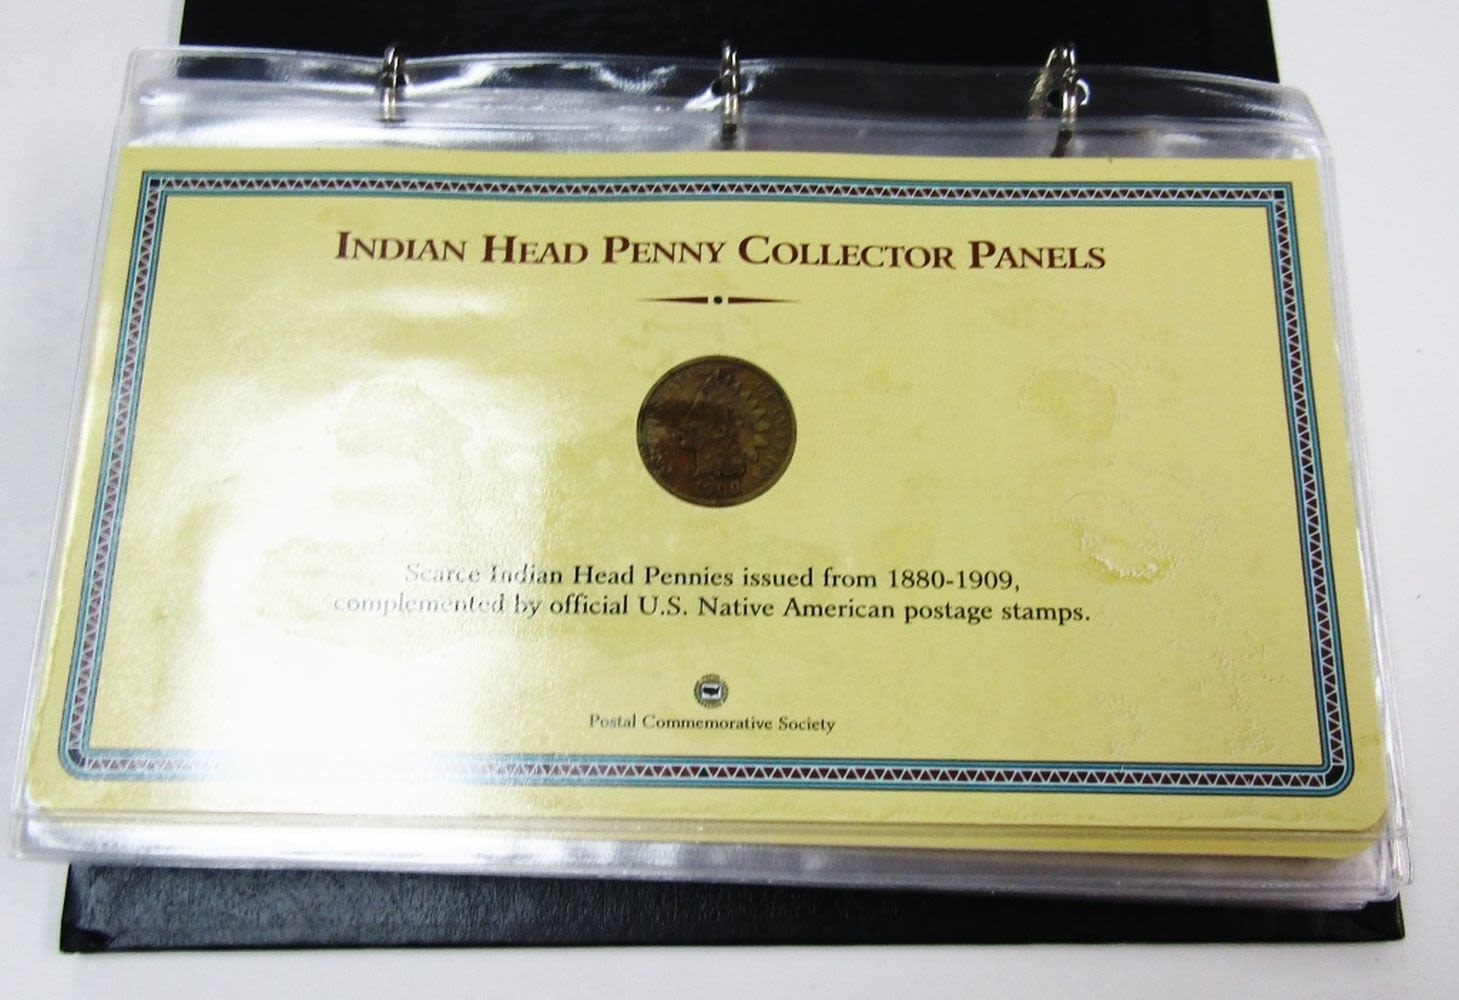 INDIAN HEAD PENNY COLLECTOR PANELS
Scarce Indian Head Pennies issued from 1880-1909,
complemented by official U.S. Native American postage stamps.
Postal Commemorative Society